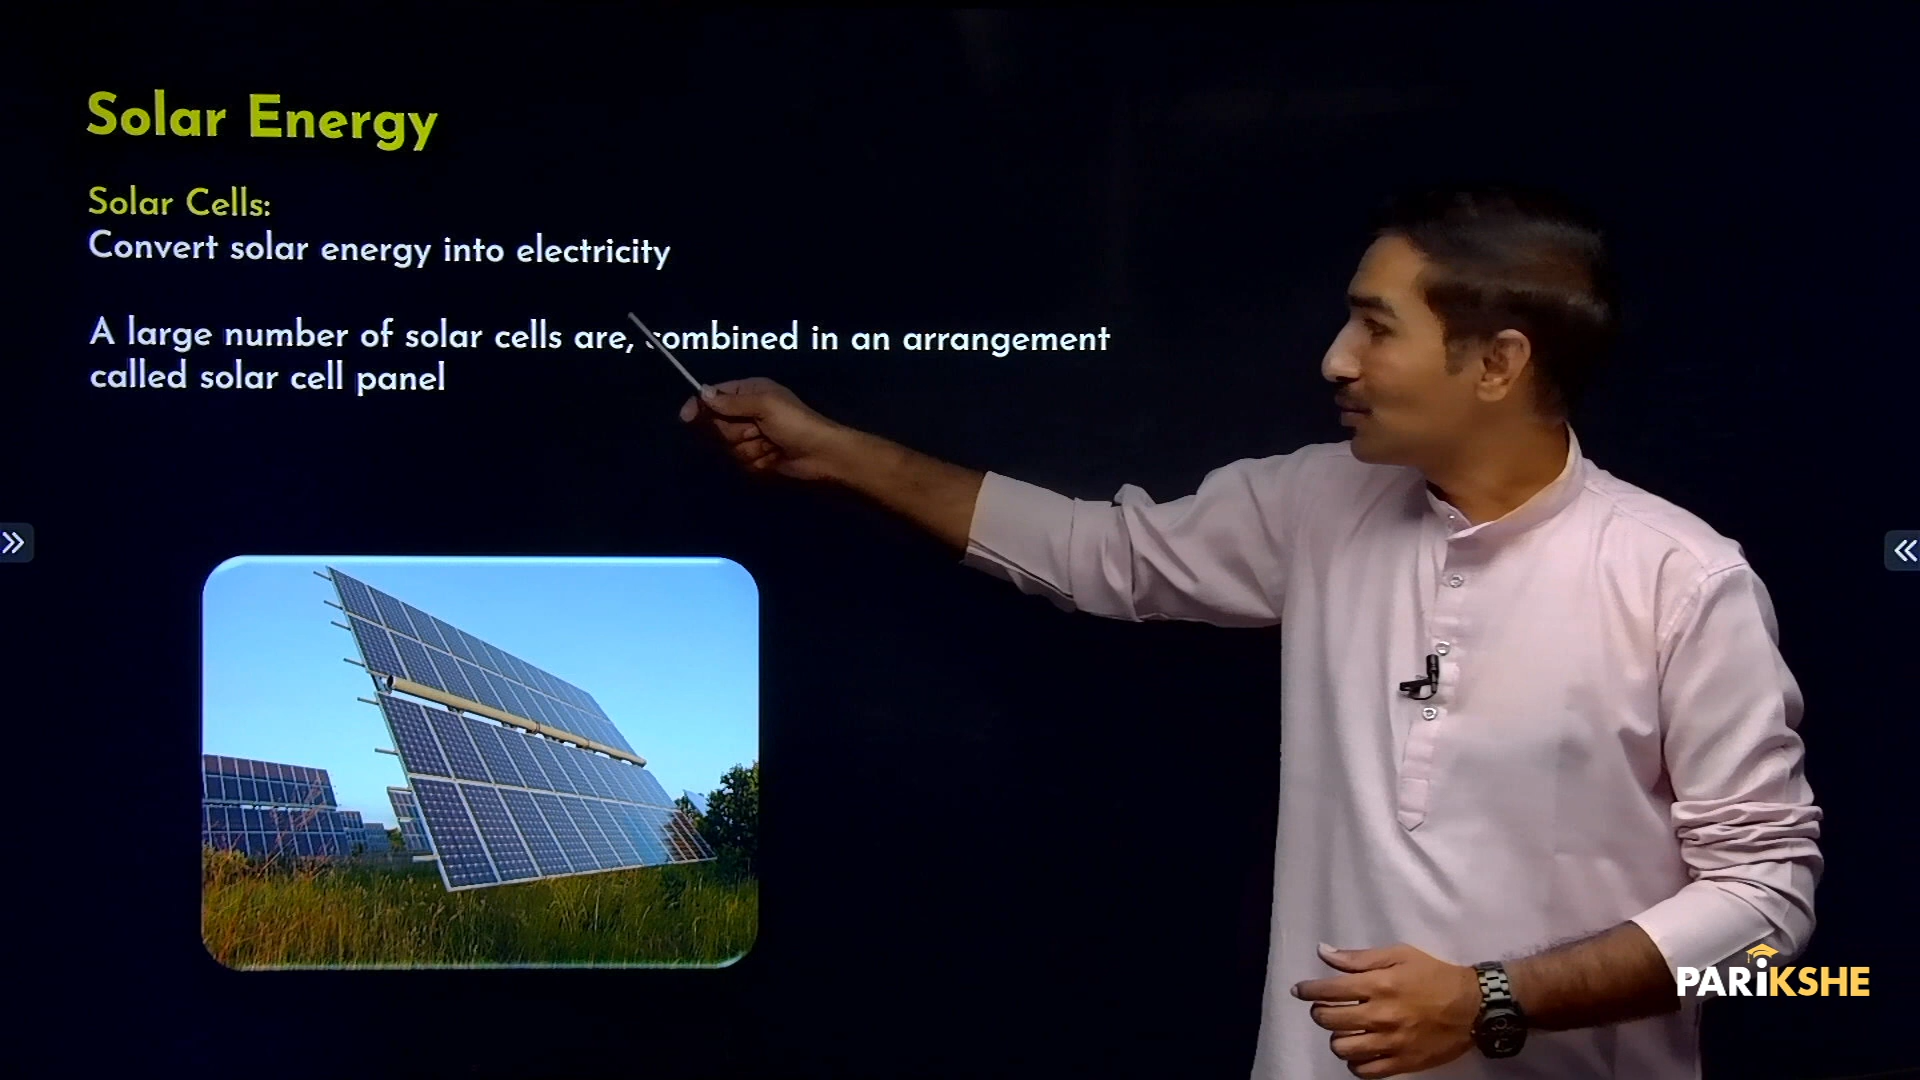 Solar Energy
Solar Cells:
Convert solar energy into electricity
A large number of solar cells are, combined in an arrangement
called solar cell panel
PARiKSHE